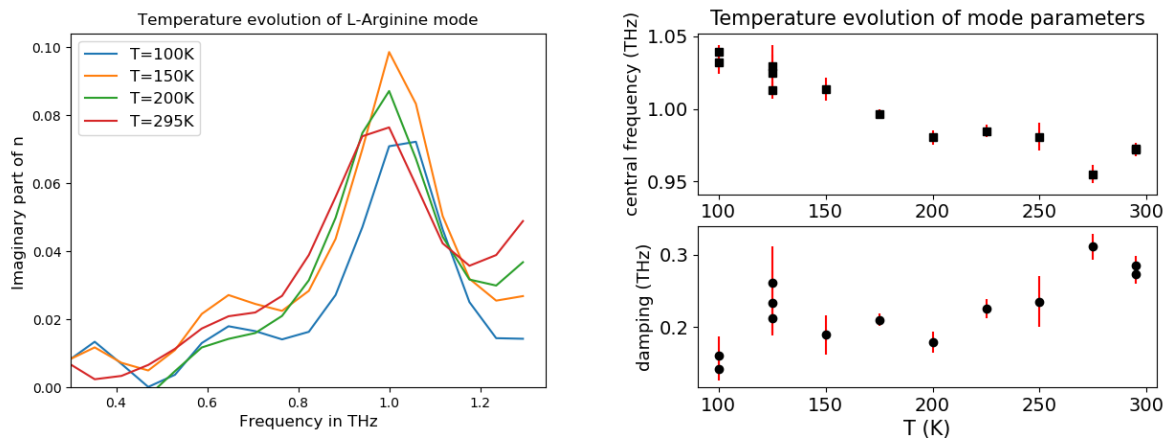 Temperature evolution of L-Arginine mode
T=100K
T=150K
T=200K
T=295K
Imaginary part of n
0.10
0.08
0.06
0.04
0.02
0.00
0.4
0.6
0.8
1.0
1.2
Frequency in THz
Temperature evolution of mode parameters
central frequency (THz)
1.05
1.00
0.95
100
150
200
250
300
damping (THz)
0.3
0.2
100
150
200
250
300
T (K)